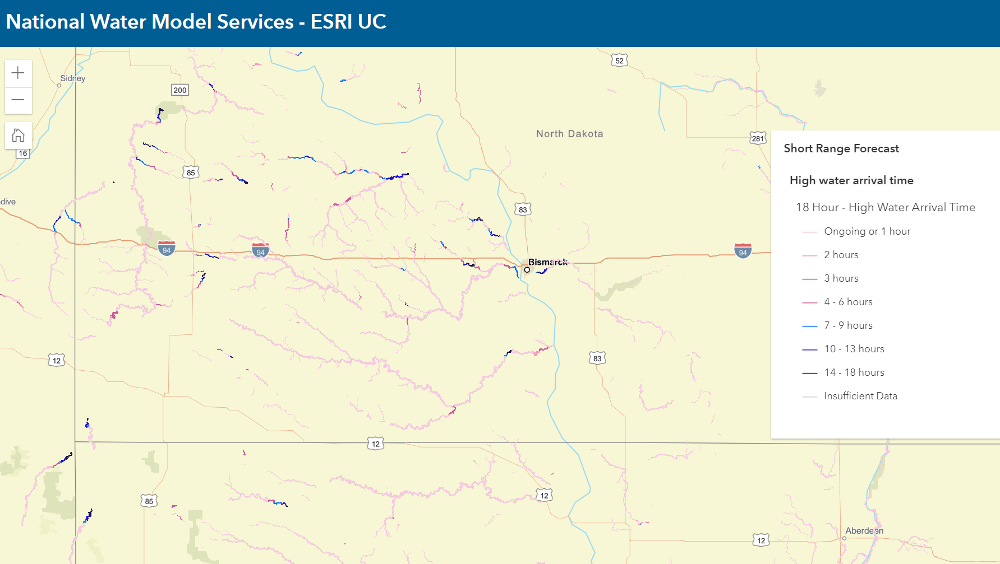 National Water Model Services - ESRI UC
52
Sidney
200
North Dakota
281
16
Short Range Forecast
85
High water arrival time
dive
18 Hour - High Water Arrival Time
83
Ongoing or 1 hour
94
94
94
2 hours
Bismarck
3 hours
4 - 6 hours
7 - 9 hours
10 - 13 hours
12
83
14 - 18 hours
Insufficient Data
12
12
85
Aberdeen
12